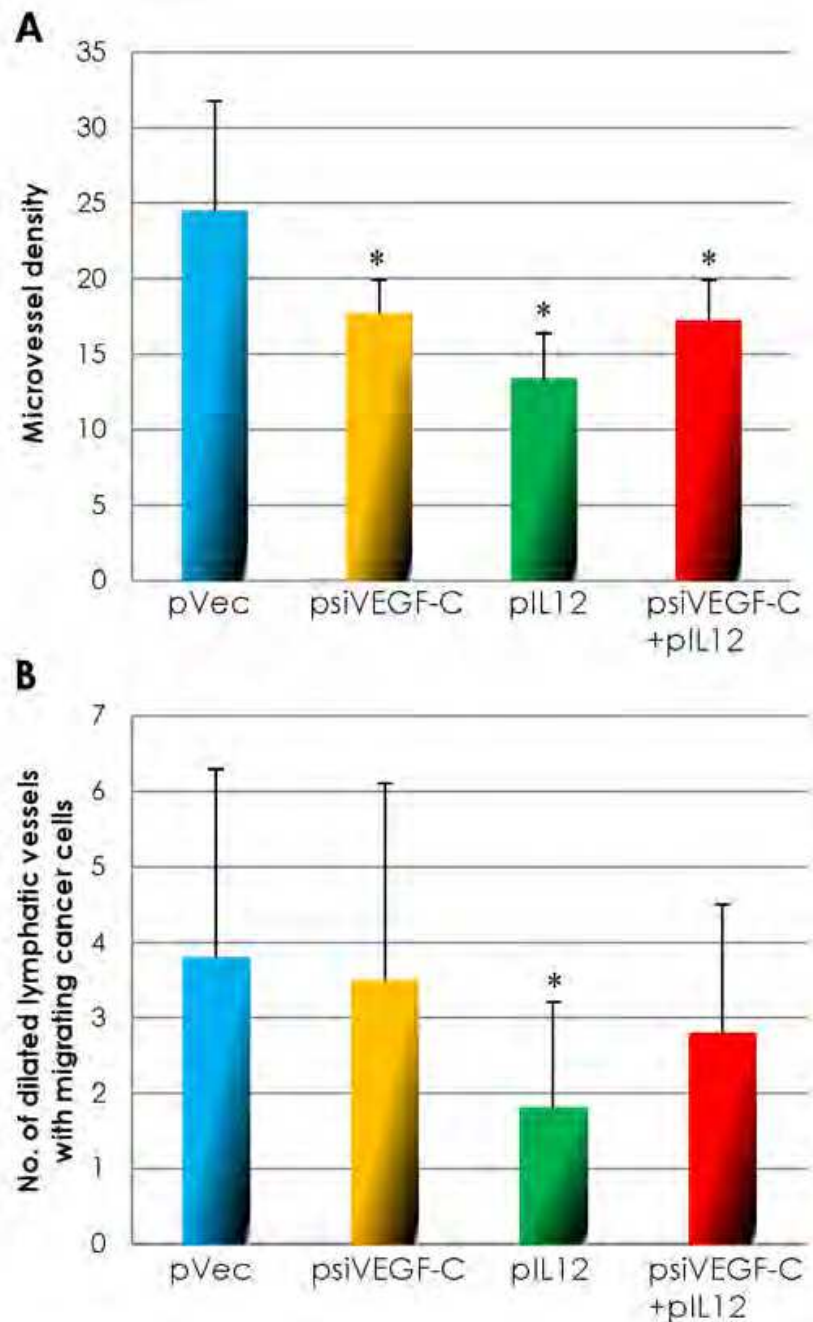 A
35
30
25
20
15
10
5
0
Microvessel density
*
*
*
pVec psiVEGF-C pIL12 psiVEGF-C
+pIL12
B
7
6
5
4
3
2
1
0
No. of dilated lymphatic vessels
with migrating cancer cells
*
pVec psiVEGF-C pIL12 psiVEGF-C
+pIL12